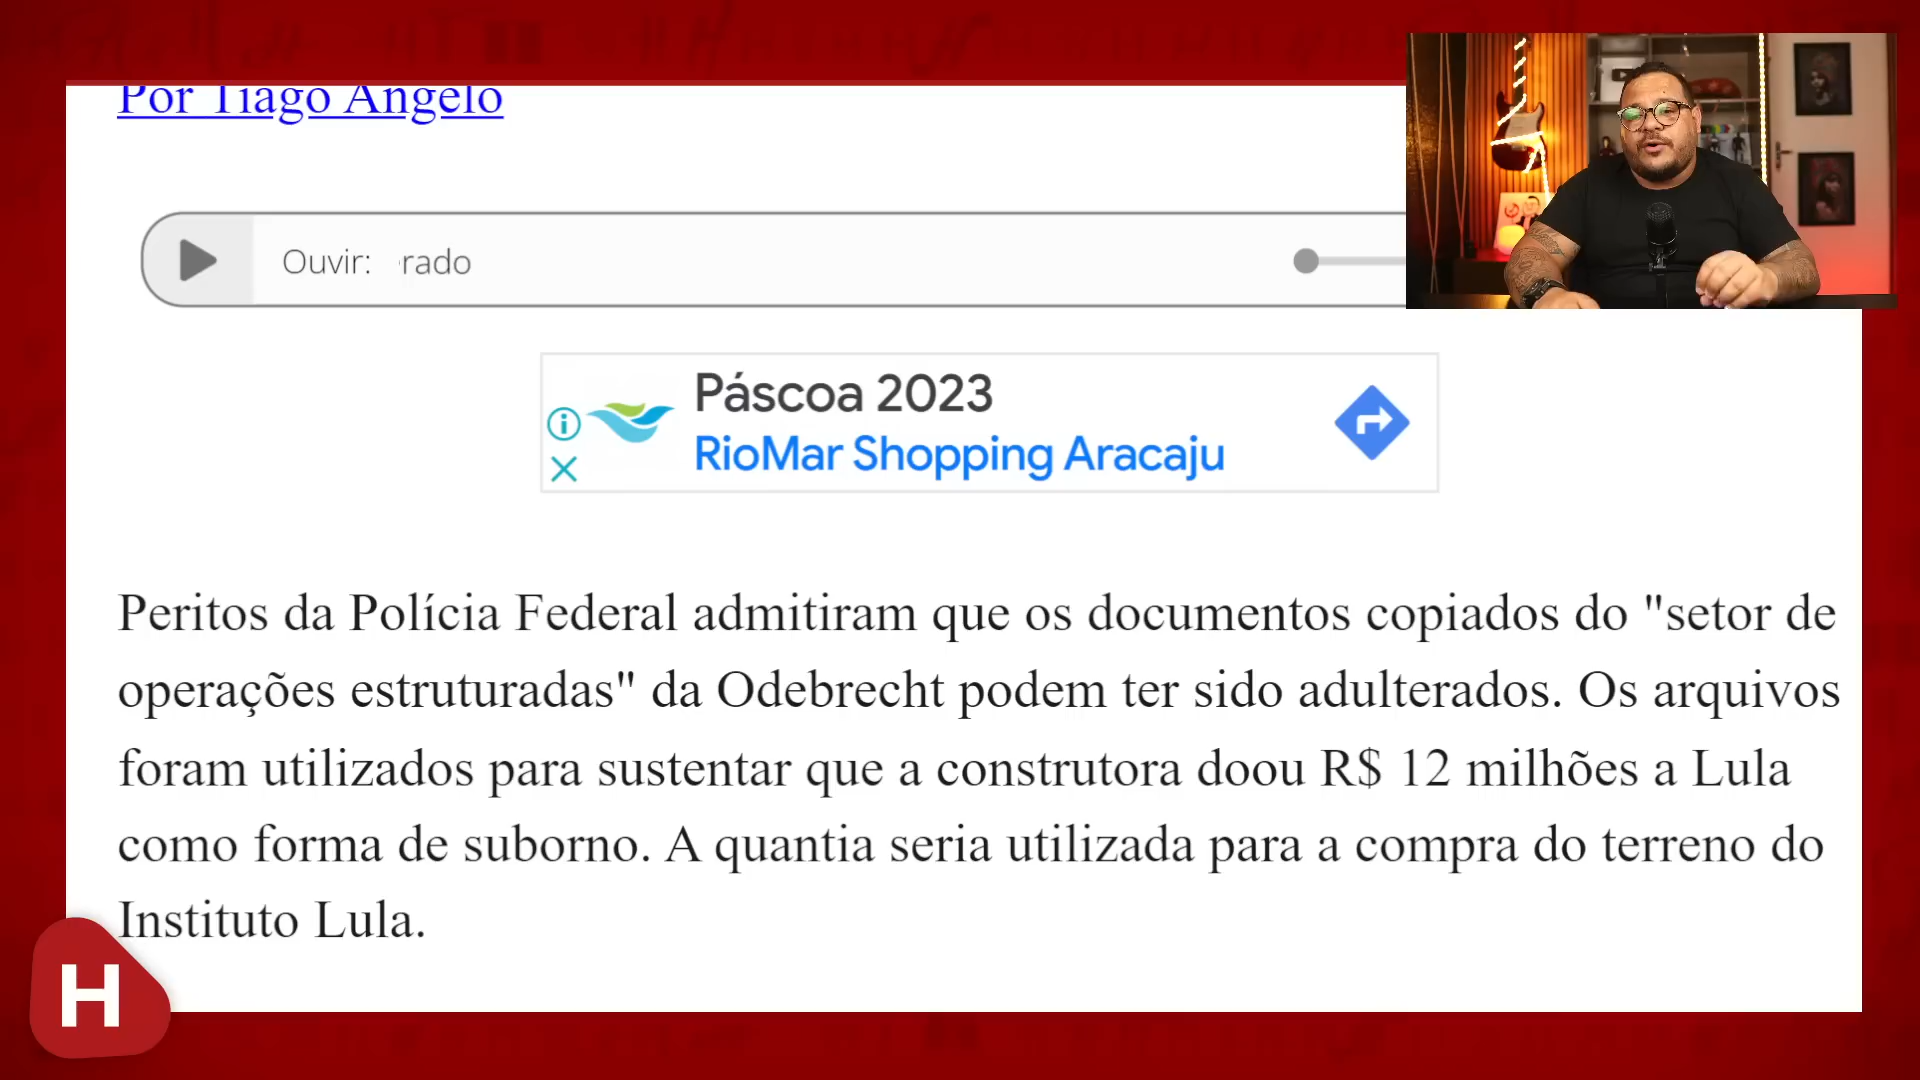 Por Tiago Angelo
Ouvir: rado
Páscoa 2023
RioMar Shopping Aracaju
Peritos da Polícia Federal admitiram que os documentos copiados do "setor de
operações estruturadas" da Odebrecht podem ter sido adulterados. Os arquivos
foram utilizados para sustentar que a construtora doou R$ 12 milhões a Lula
como forma de suborno. A quantia seria utilizada para a compra do terreno do
Instituto Lula.
H